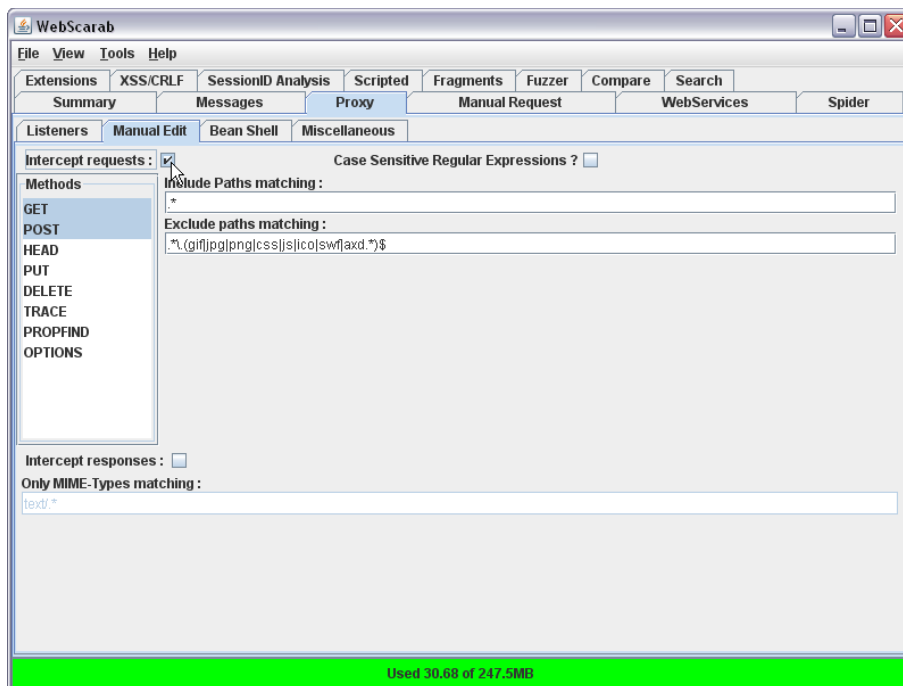 WebScarab
File View Tools Help
Extensions XSS/CRLF SessionID Analysis Scripted Fragments Fuzzer Compare Search
Summary Messages Proxy Manual Request WebServices Spider
Listeners Manual Edit Bean Shell Miscellaneous
Intercept requests : Case Sensitive Regular Expressions ?
Methods
Include Paths matching :
GET
.*
POST
Exclude paths matching :
HEAD
.*\.(gif|jpg|png|css|js|ico|swf|axd.*)$
PUT
DELETE
TRACE
PROPFIND
OPTIONS
Intercept responses :
Only MIME-Types matching :
text/.*
Used 30.68 of 247.5MB